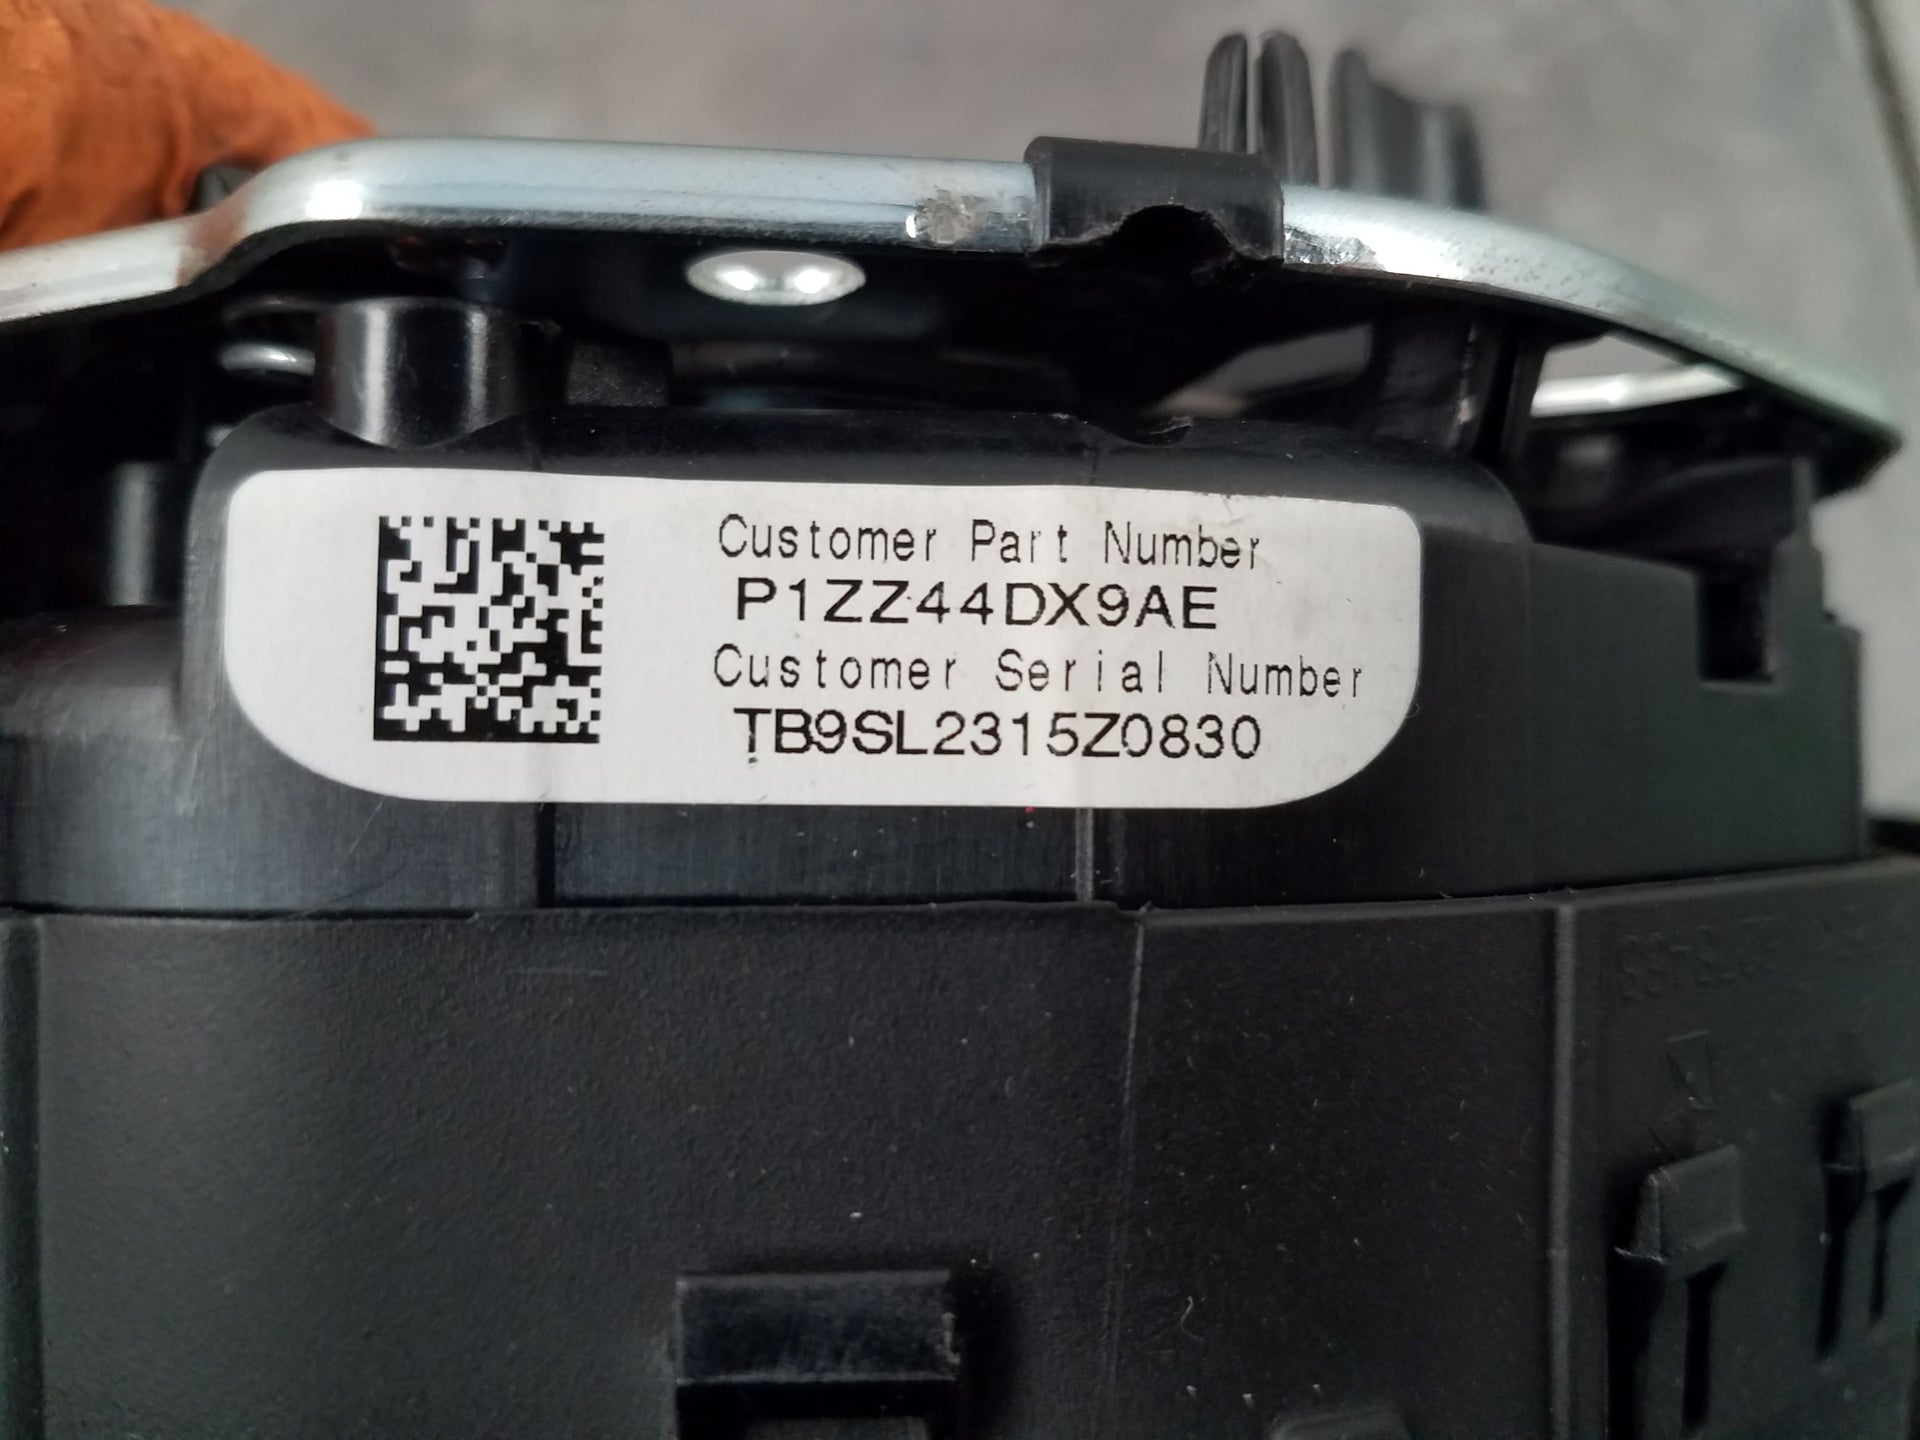 Customer Part Number
P1ZZ44DX9AE
Customer Serial Number
TB9SL2315Z0830